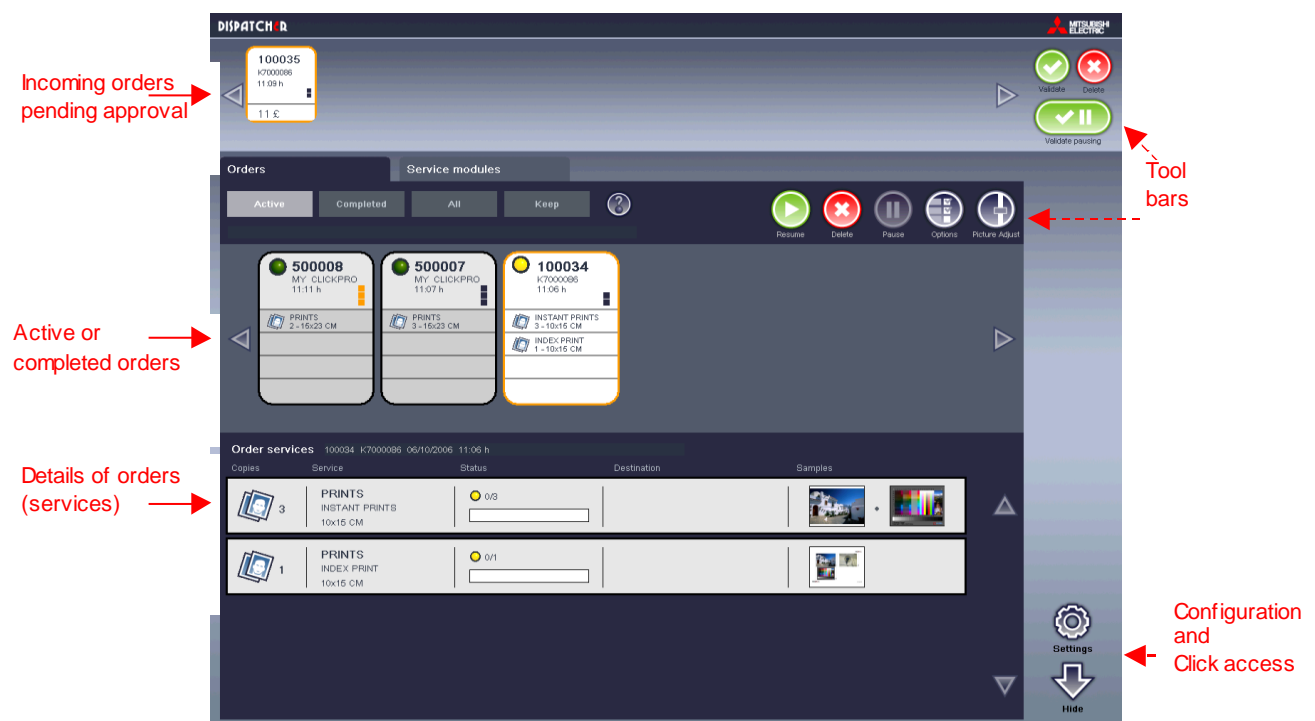 DISPATCHER
MITSUBISHI
ELECTRIC
Incoming orders
pending approval
100035
K7000086
11:09 h
11 £
Validate
Delete
Validate pausing
Tool
bars
Orders
Service modules
Active
Completed
All
Keep
?
Resume
Delete
Pause
Options
Picture Adjust
Active or
completed orders
500008
MY CLICKPRO
11:11 h
PRINTS
2 - 15x23 CM
500007
MY CLICKPRO
11:07 h
PRINTS
3 - 15x23 CM
100034
K7000086
11:06 h
INSTANT PRINTS
3 - 10x15 CM
INDEX PRINT
1 - 10x15 CM
Details of orders
(services)
Order services 100034 K7000086 06/10/2006 11:06 h
Copies Service Status Destination Samples
3
PRINTS
INSTANT PRINTS
10x15 CM
0/3
1
PRINTS
INDEX PRINT
10x15 CM
0/1
Configuration
and
Click access
Settings
Hide